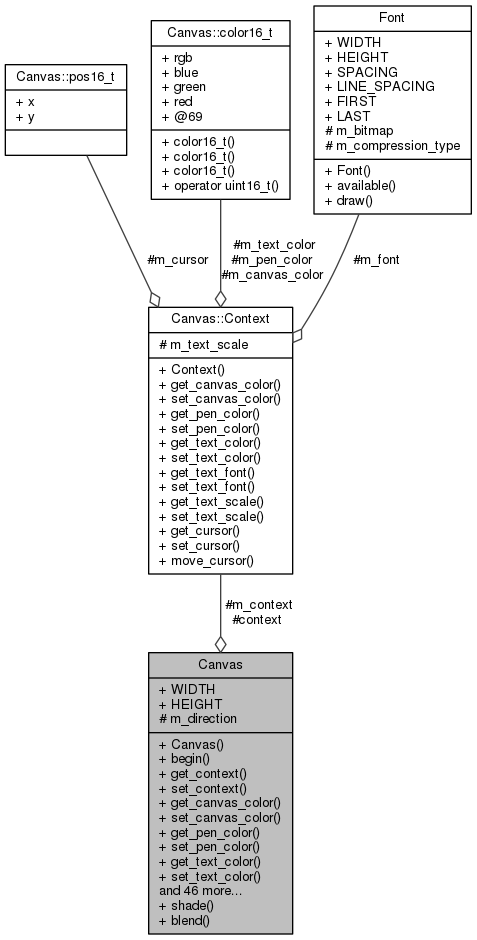 Canvas::pos16_t
+ x
+ y
Canvas::color16_t
+ rgb
+ blue
+ green
+ red
+ @69
+ color16_t()
+ color16_t()
+ color16_t()
+ operator uint16_t()
Font
+ WIDTH
+ HEIGHT
+ SPACING
+ LINE_SPACING
+ FIRST
+ LAST
# m_bitmap
# m_compression_type
+ Font()
+ available()
+ draw()
#m_cursor
#m_text_color
#m_pen_color
#m_canvas_color
#m_font
Canvas::Context
# m_text_scale
+ Context()
+ get_canvas_color()
+ set_canvas_color()
+ get_pen_color()
+ set_pen_color()
+ get_text_color()
+ set_text_color()
+ get_text_font()
+ set_text_font()
+ get_text_scale()
+ set_text_scale()
+ get_cursor()
+ set_cursor()
+ move_cursor()
#m_context
#context
Canvas
+ WIDTH
+ HEIGHT
# m_direction
+ Canvas()
+ begin()
+ get_context()
+ set_context()
+ get_canvas_color()
+ set_canvas_color()
+ get_pen_color()
+ set_pen_color()
+ get_text_color()
+ set_text_color()
and 46 more...
+ shade()
+ blend()